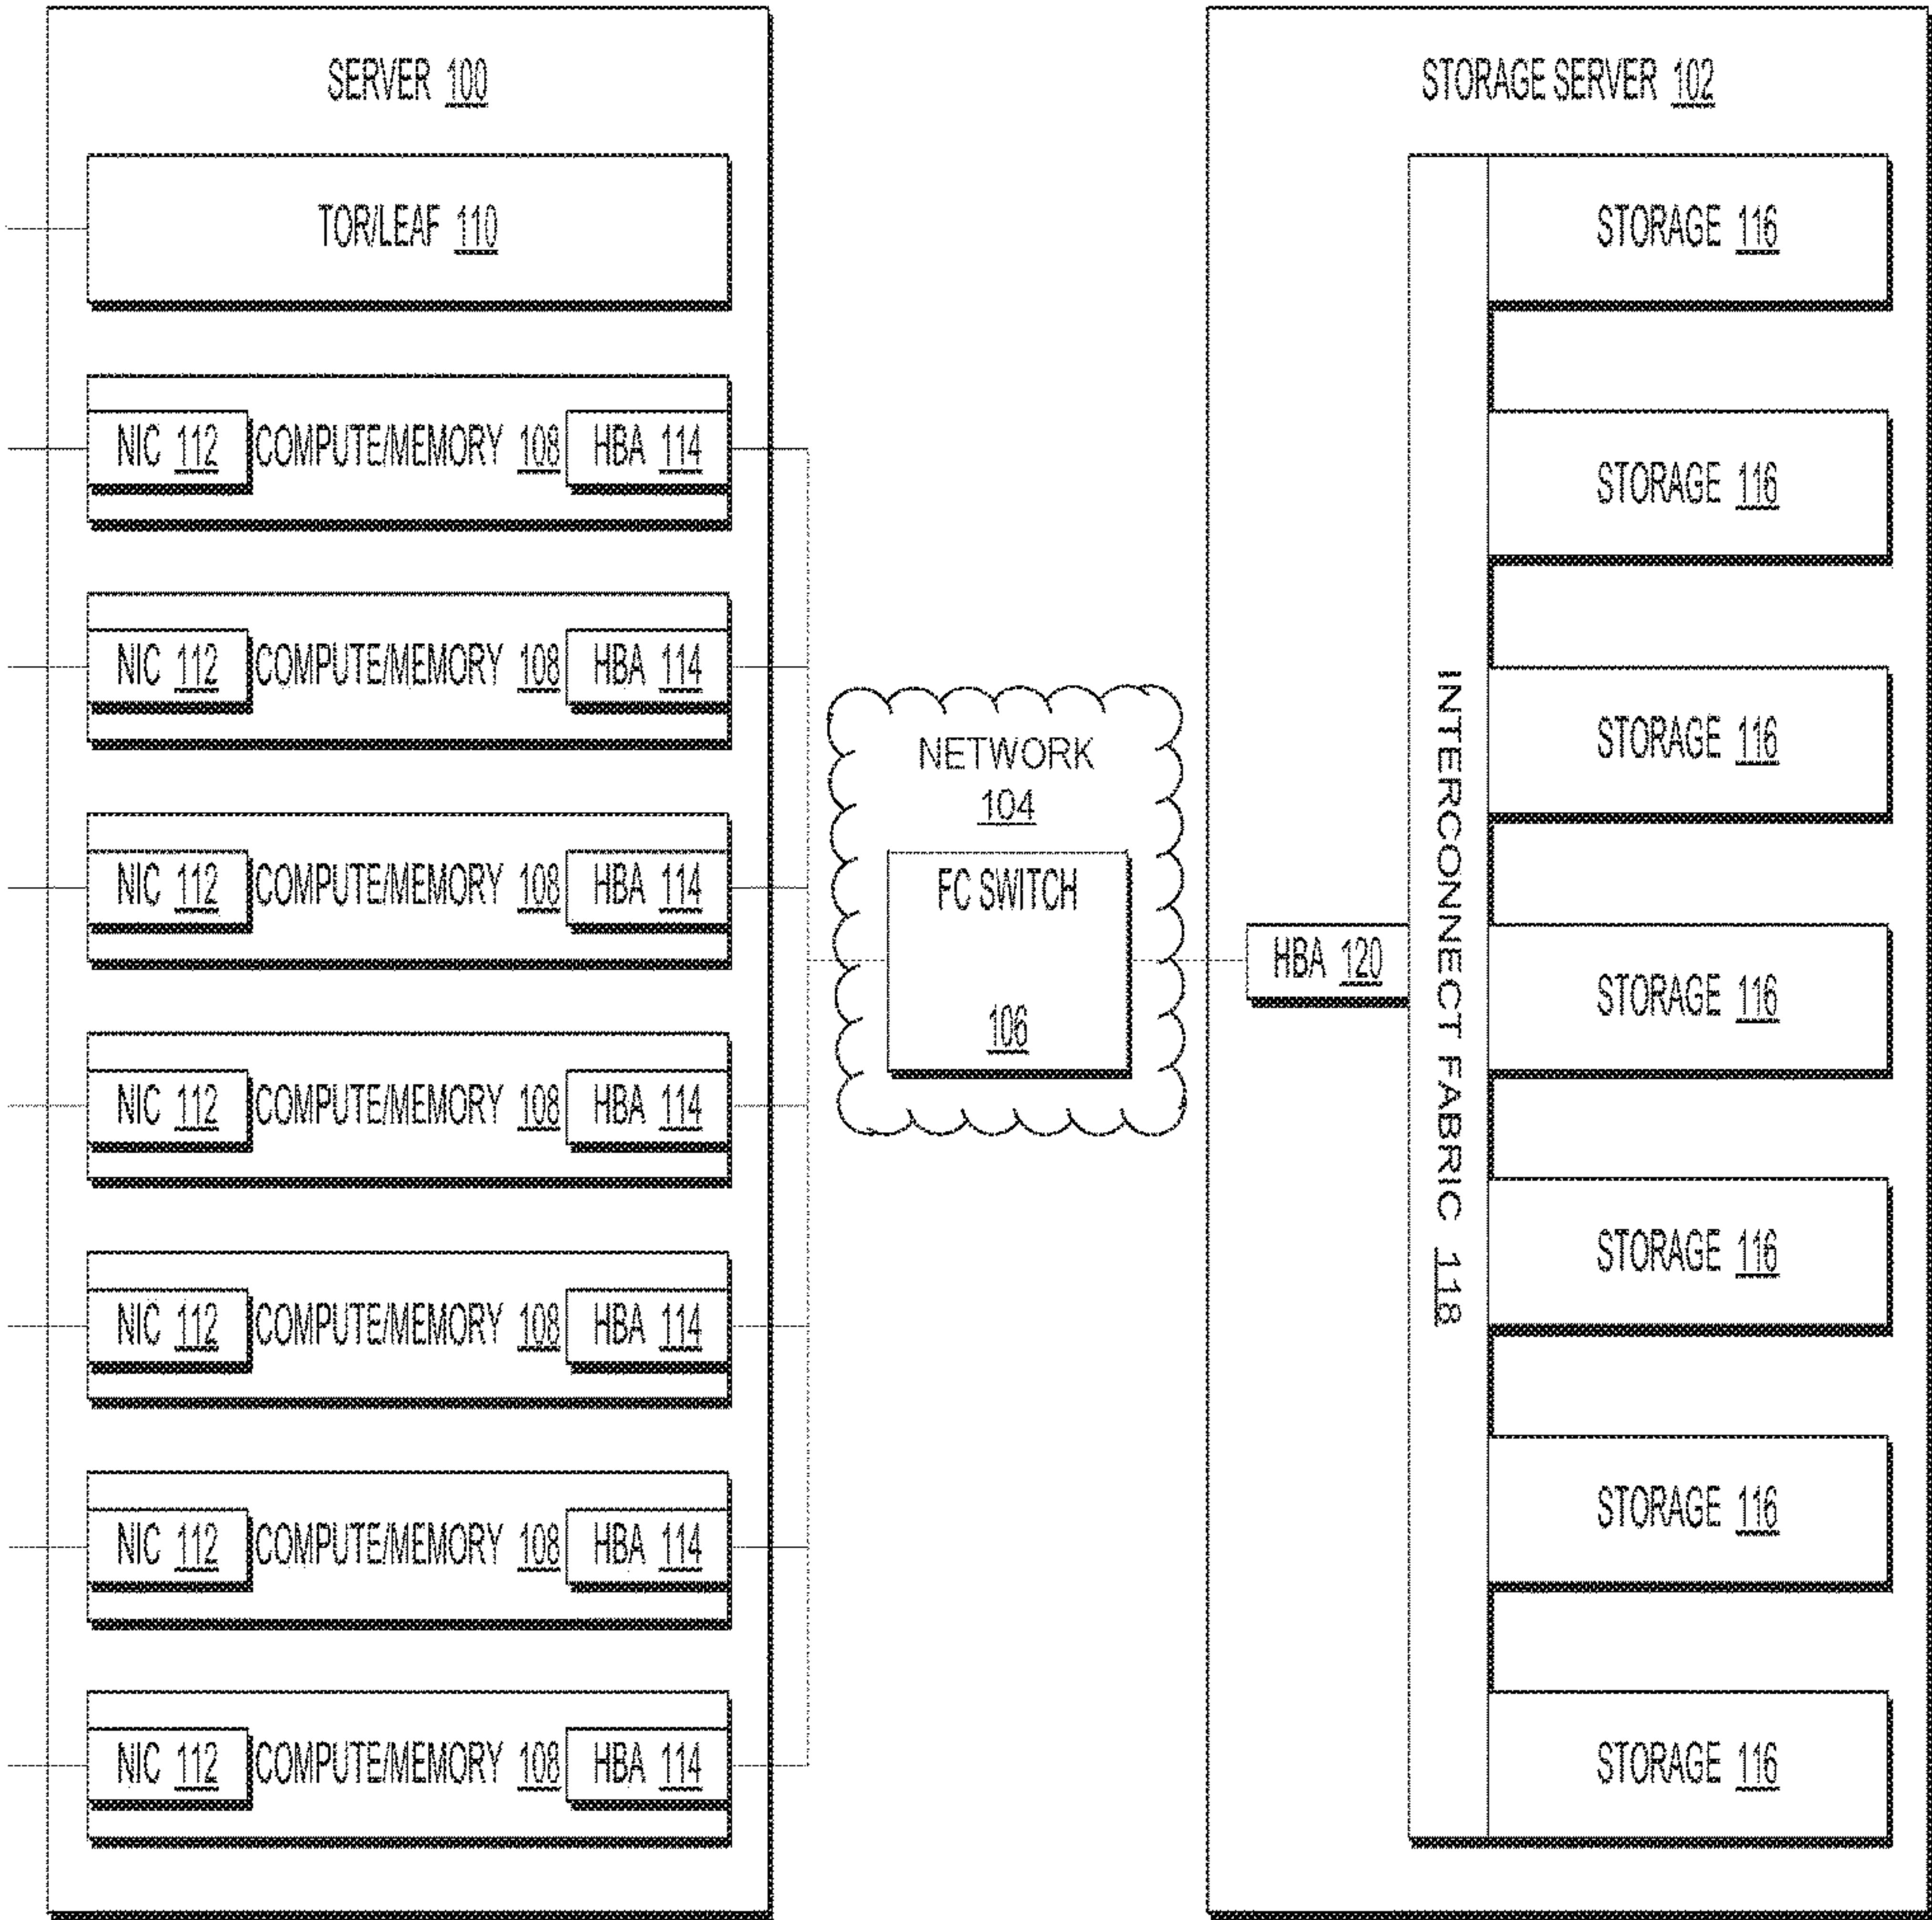 SERVER 100
TOR/LEAF 110
NIC 112 COMPUTE/MEMORY 108 HBA 114
NIC 112 COMPUTE/MEMORY 108 HBA 114
NIC 112 COMPUTE/MEMORY 108 HBA 114
NIC 112 COMPUTE/MEMORY 108 HBA 114
NIC 112 COMPUTE/MEMORY 108 HBA 114
NIC 112 COMPUTE/MEMORY 108 HBA 114
NIC 112 COMPUTE/MEMORY 108 HBA 114
NETWORK
104
FC SWITCH
106
STORAGE SERVER 102
HBA 120
INTERCONNECT FABRIC 118
STORAGE 116
STORAGE 116
STORAGE 116
STORAGE 116
STORAGE 116
STORAGE 116
STORAGE 116